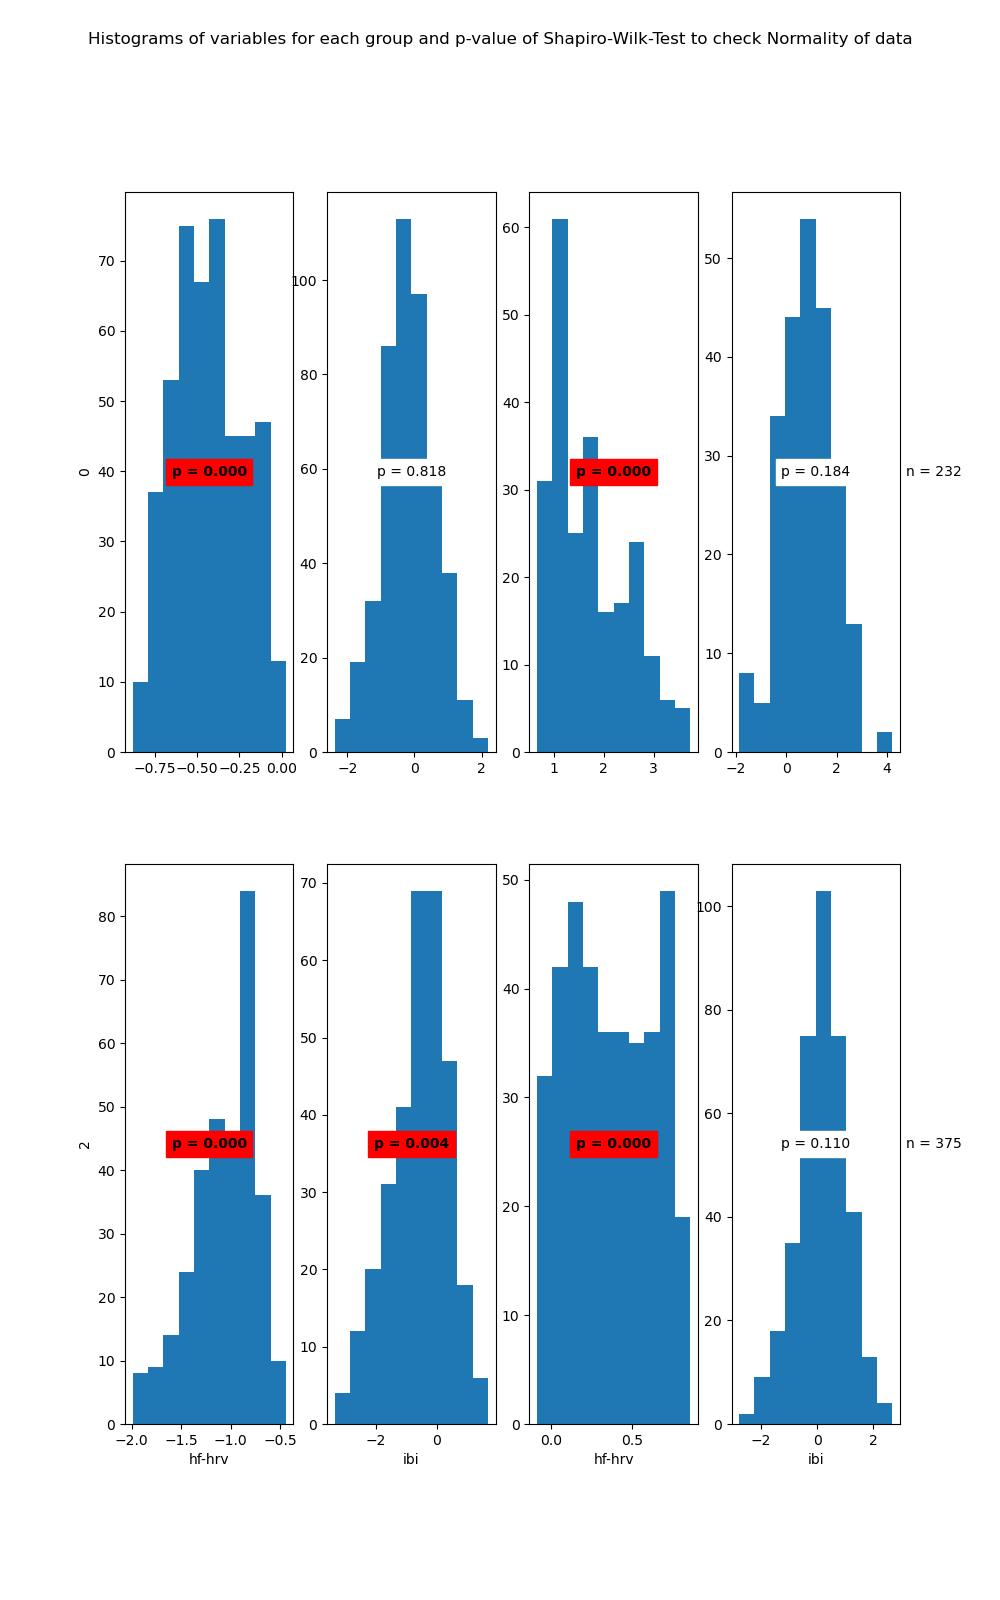 Histograms of variables for each group and p-value of Shapiro-Wilk-Test to check Normality of data
0
70
60
50
40
30
20
10
0
p = 0.000
−0.75 −0.50 −0.25 0.00
100
80
60
40
20
0
p = 0.818
−2 0 2
60
50
40
30
20
10
0
p = 0.000
1 2 3
50
40
30
20
10
0
p = 0.184
−2 0 2 4
n = 232
2
80
70
60
50
40
30
20
10
0
p = 0.000
−2.0 −1.5 −1.0 −0.5
hf-hrv
70
60
50
40
30
20
10
0
p = 0.004
−2 0
ibi
50
40
30
20
10
0
p = 0.000
0.0 0.5
hf-hrv
100
80
60
40
20
0
p = 0.110
−2 0 2
ibi
n = 375